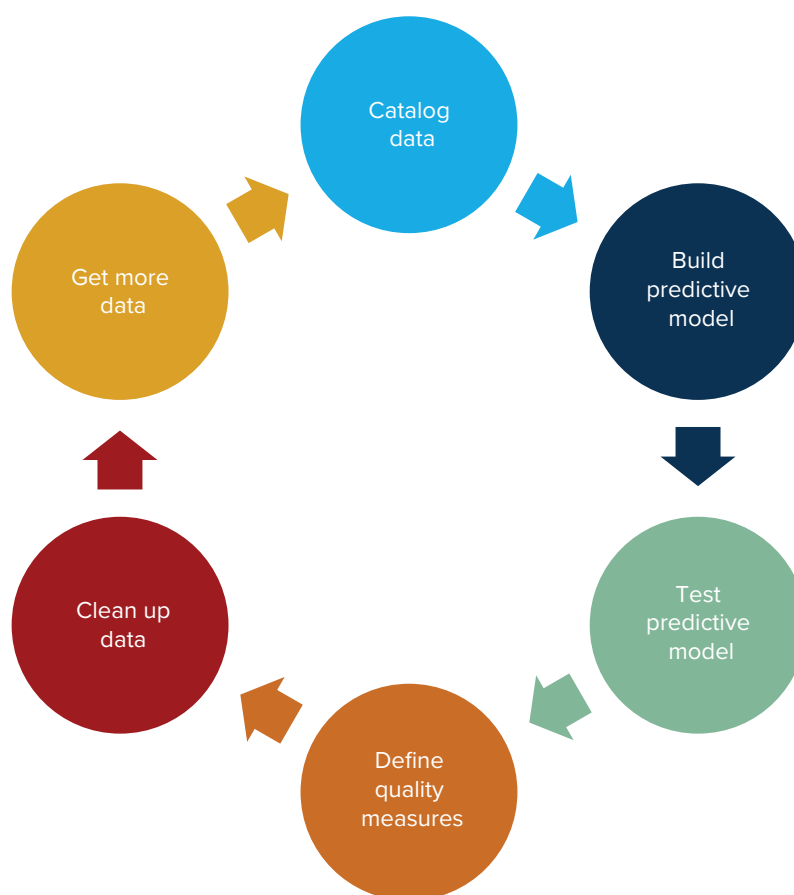 Catalog
data
Build
predictive
model
Test
predictive
model
Define
quality
measures
Clean up
data
Get more
data